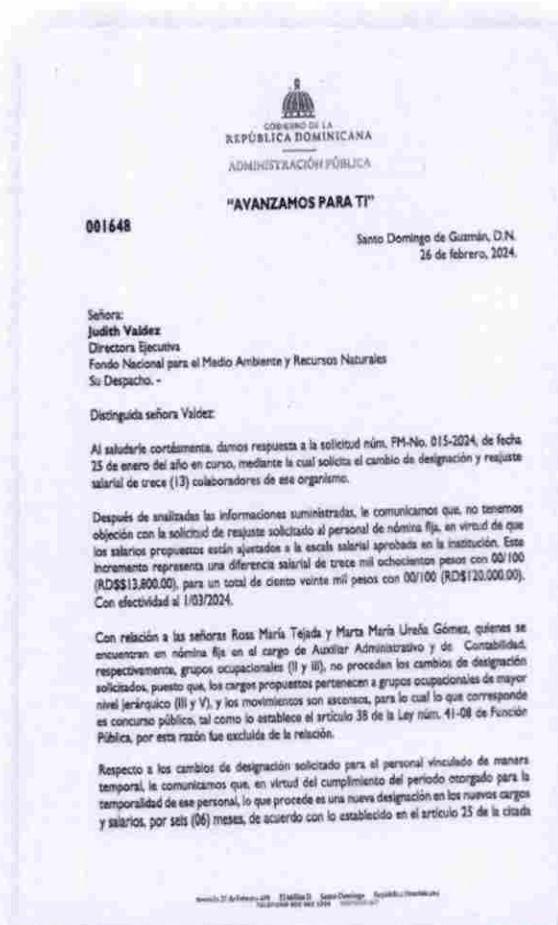 GOBIERNO DE LA
REPÚBLICA DOMINICANA
ADMINISTRACIÓN PÚBLICA
"AVANZAMOS PARA TI"
001648
Santo Domingo de Guzmán, D.N.
26 de febrero, 2024.
Señora:
Judith Valdez
Directora Ejecutiva
Fondo Nacional para el Medio Ambiente y Recursos Naturales
Su Despacho. -
Distinguida señora Valdez:
Al saludarle cortésmente, damos respuesta a la solicitud núm. FM-No. 015-2024, de fecha
25 de enero del año en curso, mediante la cual solicita el cambio de designación y reajuste
salarial de trece (13) colaboradores de ese organismo.
Después de analizadas las informaciones suministradas, le comunicamos que, no tenemos
objeción con la solicitud de reajuste solicitado al personal de nómina fija, en virtud de que
los salarios propuestos están ajustados a la escala salarial aprobada en la institución. Este
incremento representa una diferencia salarial de trece mil ochocientos pesos con 00/100
(RD$$13,800.00), para un total de ciento veinte mil pesos con 00/100 (RD$120,000.00).
Con efectividad al 1/03/2024.
Con relación a las señoras Rosa María Tejada y Marta María Ureña Gómez, quienes se
encuentran en nómina fija en el cargo de Auxiliar Administrativo y de Contabilidad,
respectivamente, grupos ocupacionales (II y III), no proceden los cambios de designación
solicitados, puesto que, los cargos propuestos pertenecen a grupos ocupacionales de mayor
nivel jerárquico (III y V), y los movimientos son ascensos, para lo cual lo que corresponde
es concurso público, tal como lo establece el artículo 38 de la Ley núm. 41-08 de Función
Pública, por esta razón fue excluida de la relación.
Respecto a los cambios de designación solicitado para el personal vinculado de manera
temporal, le comunicamos que, en virtud del cumplimiento del periodo otorgado para la
temporalidad de ese personal, lo que procede es una nueva designación en los nuevos cargos
y salarios, por seis (06) meses, de acuerdo con lo establecido en el artículo 25 de la citada
Santo Domingo República Dominicana